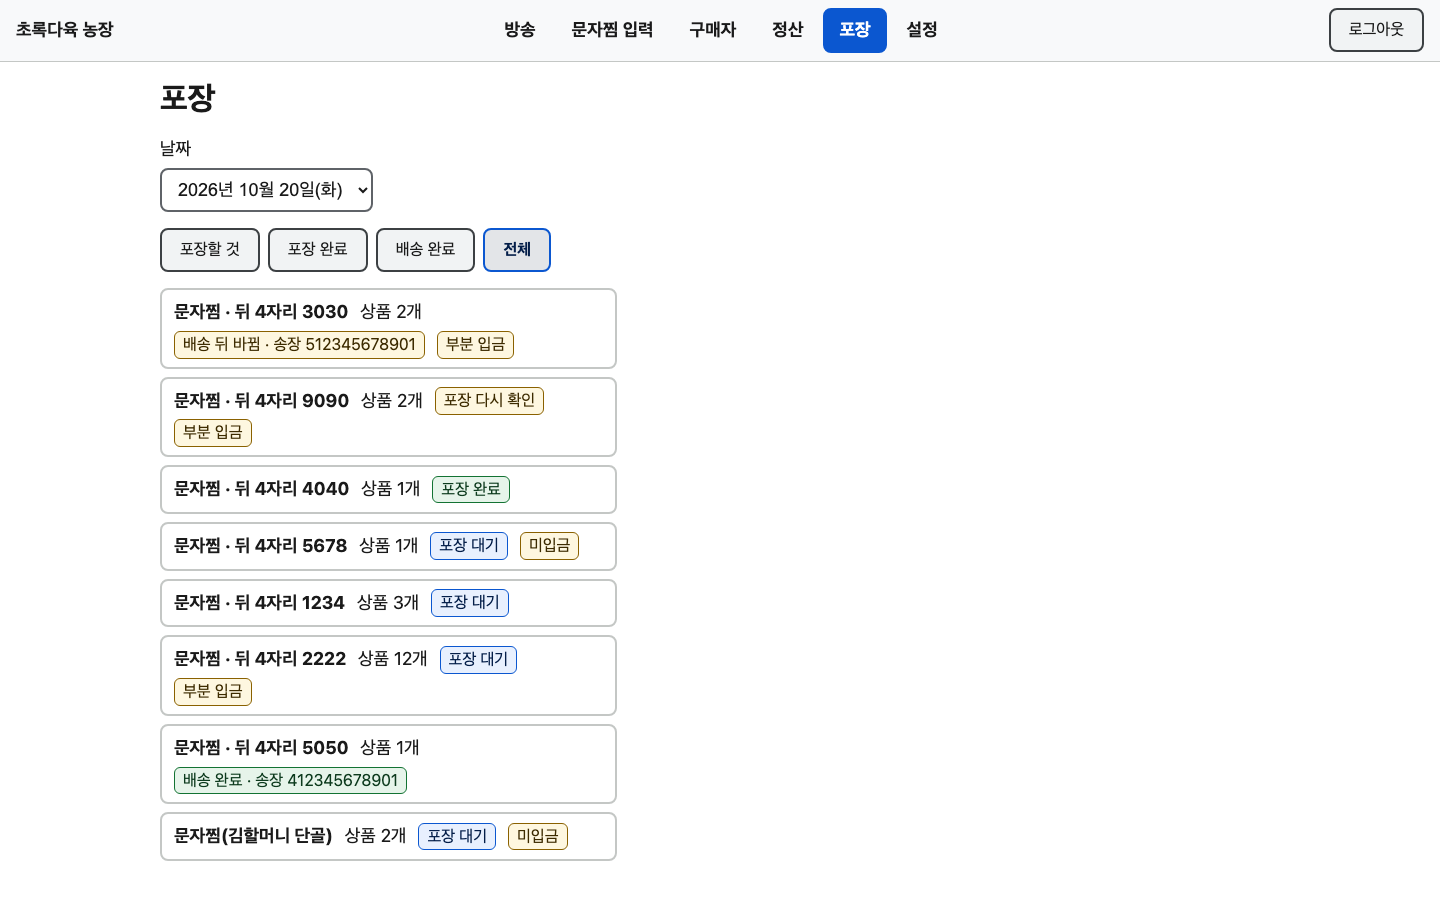 초록다육 농장
방송 문자찜 입력 구매자 정산 포장 설정
로그아웃
포장
날짜
2026년 10월 20일(화)
포장할 것 포장 완료 배송 완료 전체
문자찜 · 뒤 4자리 3030 상품 2개
배송 뒤 바뀜 · 송장 512345678901 부분 입금
문자찜 · 뒤 4자리 9090 상품 2개 포장 다시 확인
부분 입금
문자찜 · 뒤 4자리 4040 상품 1개 포장 완료
문자찜 · 뒤 4자리 5678 상품 1개 포장 대기 미입금
문자찜 · 뒤 4자리 1234 상품 3개 포장 대기
문자찜 · 뒤 4자리 2222 상품 12개 포장 대기
부분 입금
문자찜 · 뒤 4자리 5050 상품 1개
배송 완료 · 송장 412345678901
문자찜(김할머니 단골) 상품 2개 포장 대기 미입금